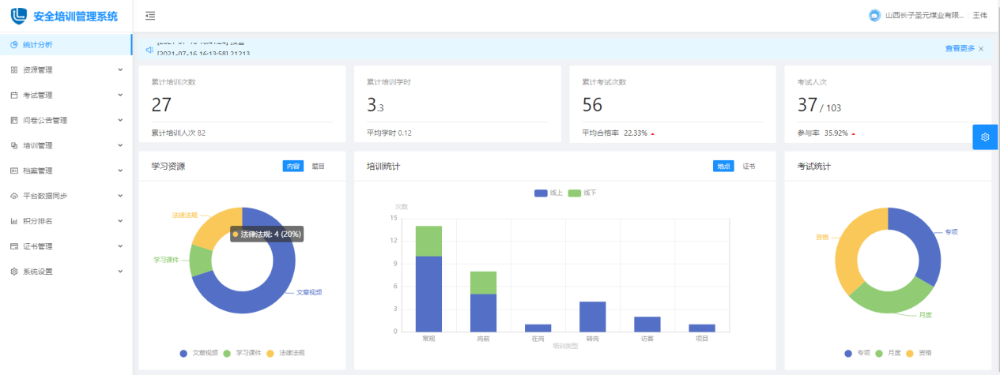 安全培训管理系统
山西长子圣元煤业有限... 王伟
统计分析
资源管理
考试管理
问卷公告管理
培训管理
档案管理
平台数据同步
积分排名
证书管理
系统设置
[2021-07-16 16:13:58] 21213
查看更多 ×
累计培训次数
27
累计培训人次 82
累计培训学时
3.3
平均学时 0.12
累计考试次数
56
平均合格率 22.33%
考试人次
37 / 103
参与率 35.92%
学习资源 内容 题目
法律法规
法律法规: 4 (20%)
学习课件
文章视频
文章视频 学习课件 法律法规
培训统计 地点 证书
线上 线下
次数
15
12
9
6
3
0
常规 岗前 在岗 转岗 访客 项目
培训类型
考试统计
专项
资格
月度
专项 月度 资格